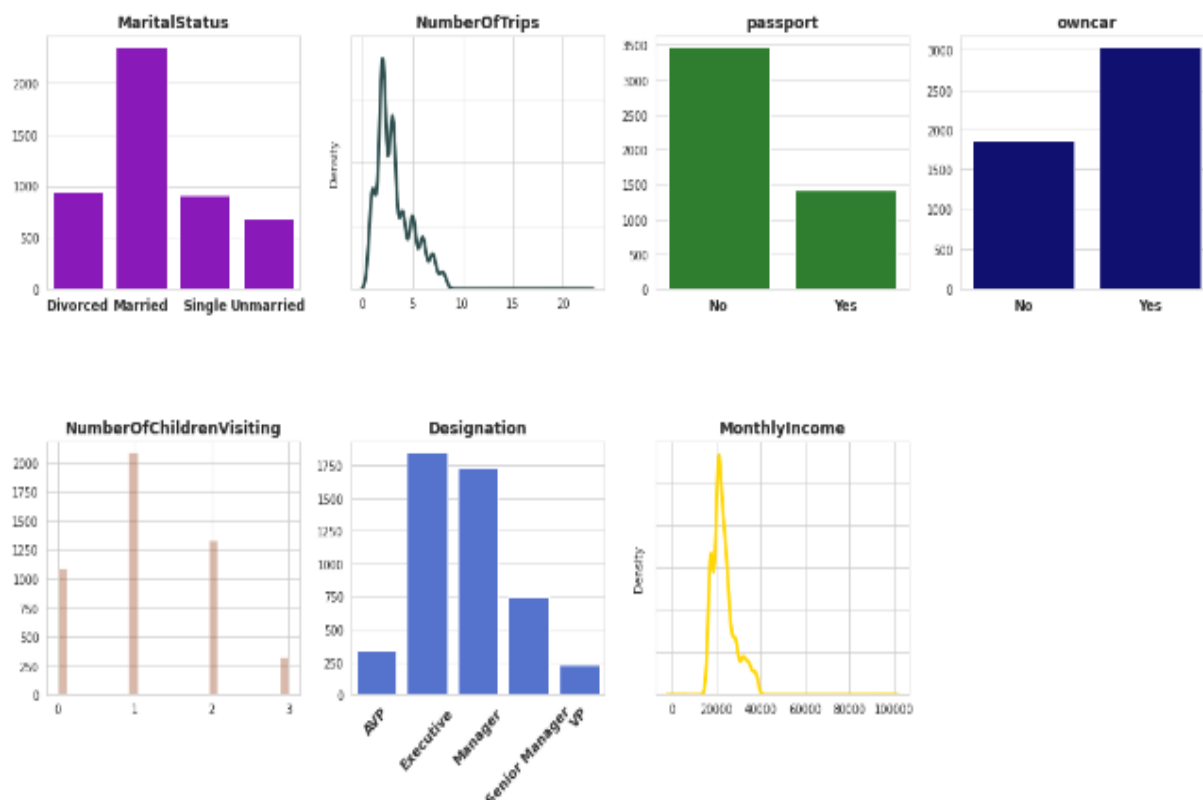 MaritalStatus
2000
1500
1000
500
0
Divorced Married Single Unmarried
NumberOfTrips
Density
0 5 10 15 20
passport
3500
3000
2500
2000
1500
1000
500
0
No Yes
owncar
3000
2500
2000
1500
1000
500
0
No Yes
NumberOfChildrenVisiting
2000
1750
1500
1250
1000
750
500
250
0
0 1 2 3
Designation
1750
1500
1250
1000
750
500
250
0
AVP
Executive
Manager
Senior Manager
VP
MonthlyIncome
Density
0 20000 40000 60000 80000 100000